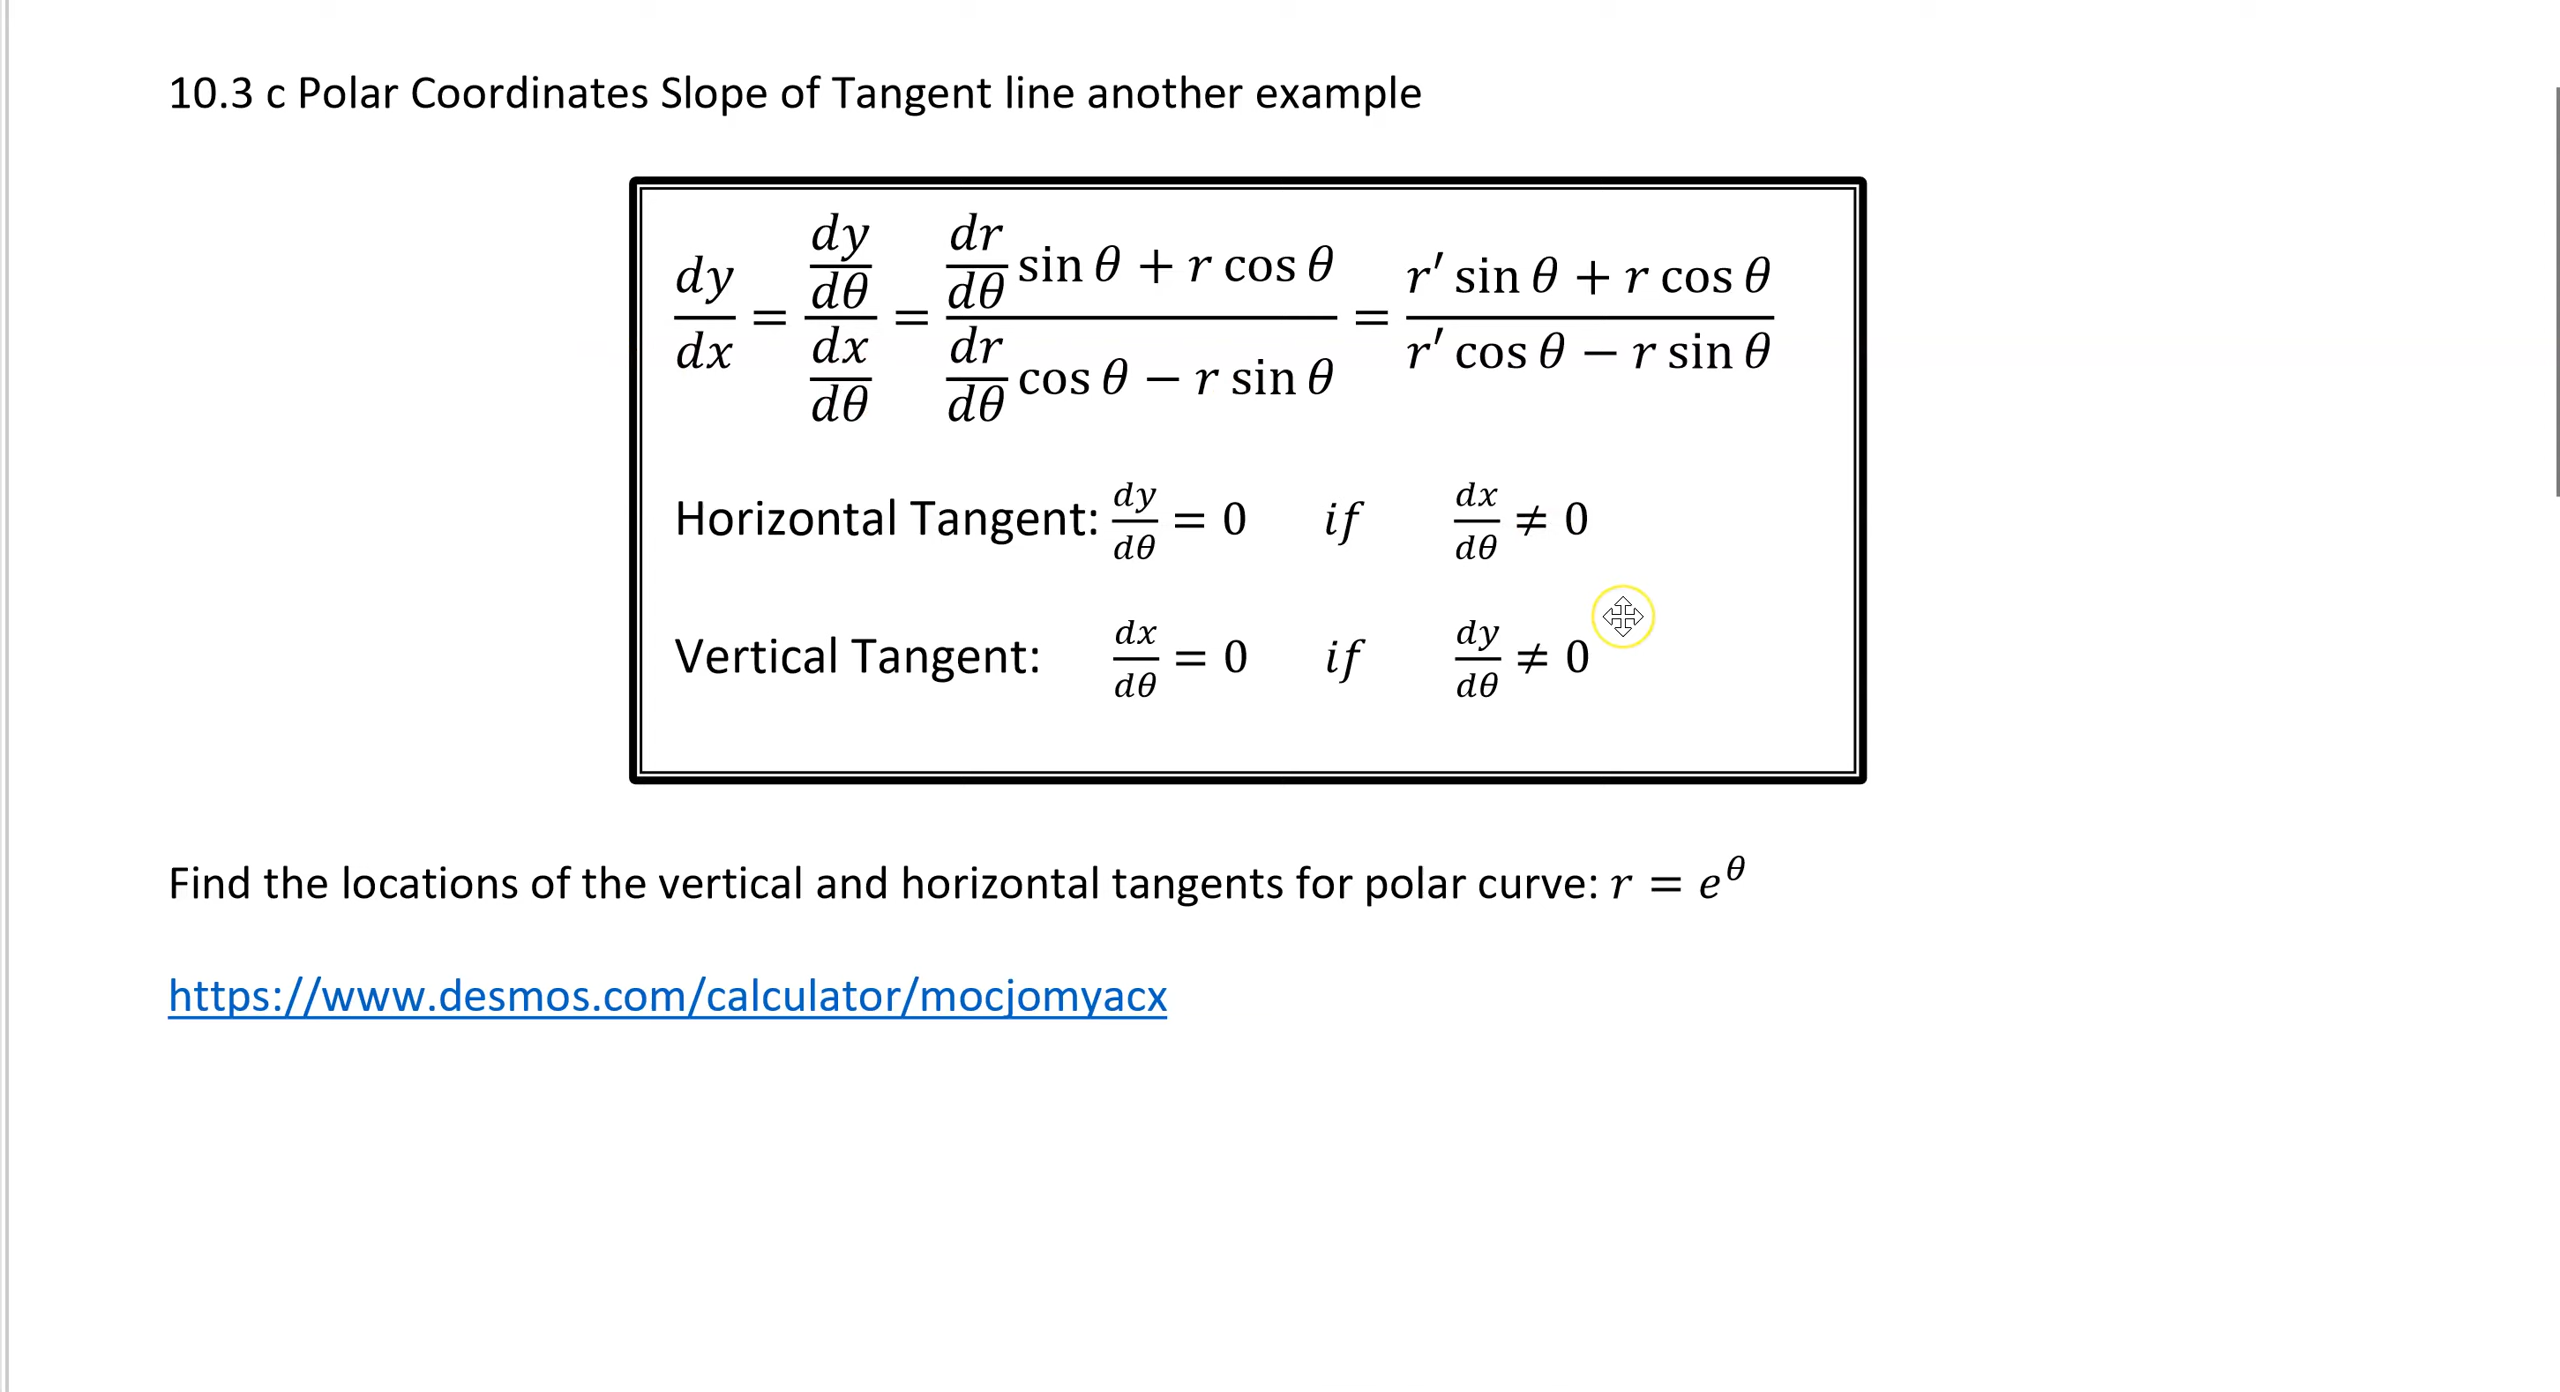 10.3 c Polar Coordinates Slope of Tangent line another example
dy/dx = (dy/dθ)/(dx/dθ) = (dr/dθ sin θ + r cos θ)/(dr/dθ cos θ − r sin θ) = (r′ sin θ + r cos θ)/(r′ cos θ − r sin θ)
Horizontal Tangent: dy/dθ = 0 if dx/dθ ≠ 0
Vertical Tangent: dx/dθ = 0 if dy/dθ ≠ 0
Find the locations of the vertical and horizontal tangents for polar curve: r = e^θ
https://www.desmos.com/calculator/mocjomyacx